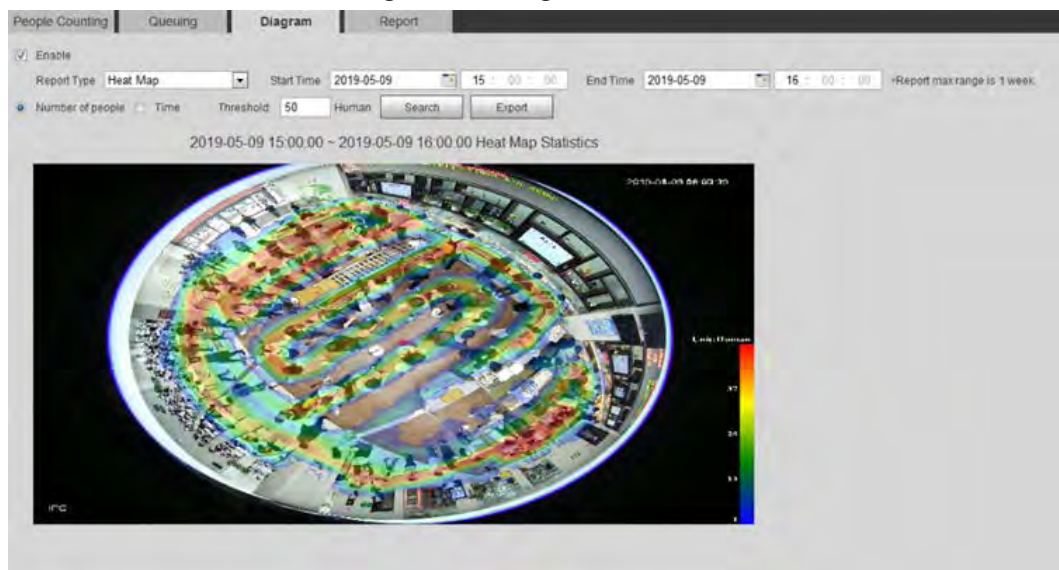 People Counting Queuing Diagram Report
Enable
Report Type Heat Map Start Time 2019-05-09 15 : 00 : 00 End Time 2019-05-09 16 : 00 : 00 *Report max range is 1 week.
Number of people Time Threshold 50 Human Search Export
2019-05-09 15:00:00 ~ 2019-05-09 16:00:00 Heat Map Statistics
Unit:Human
37
24
IPC
1